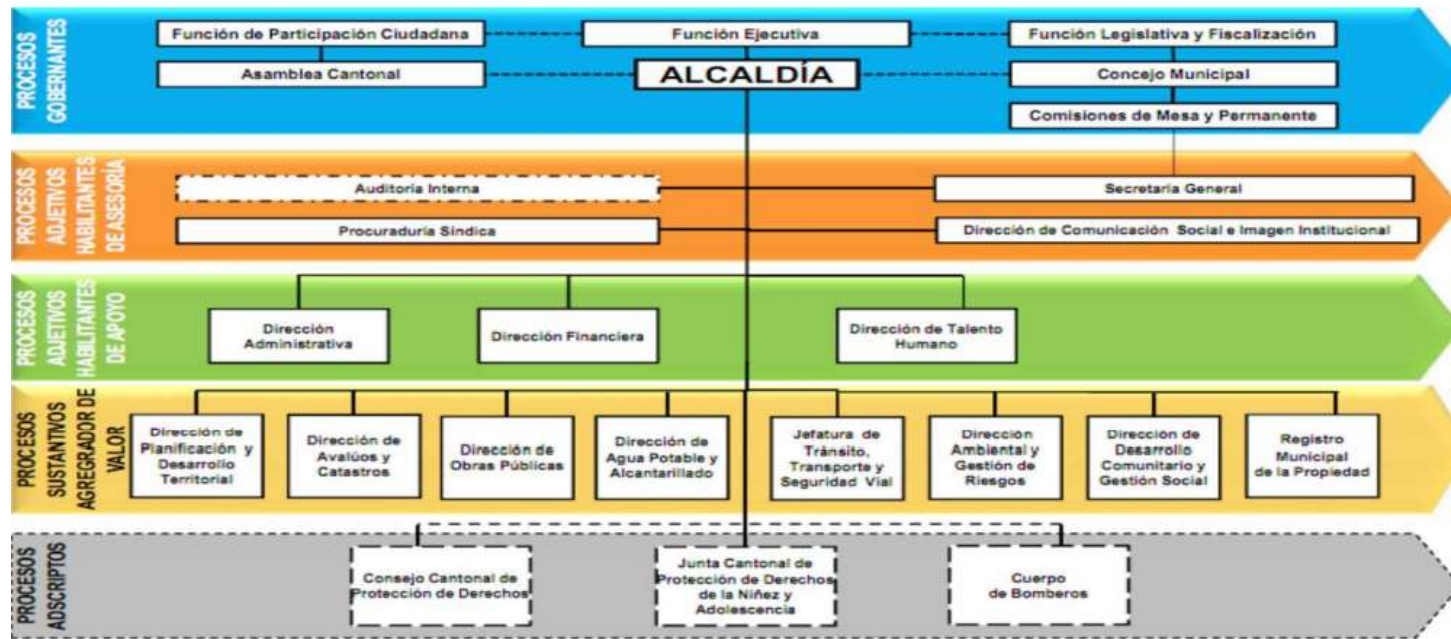 PROCESOS
GOBERNANTES
Función de Participación Ciudadana
Función Ejecutiva
Función Legislativa y Fiscalización
Asamblea Cantonal
ALCALDÍA
Concejo Municipal
Comisiones de Mesa y Permanente
PROCESOS
ADJETIVOS
HABILITANTES
DE ASESORÍA
Auditoría Interna
Secretaría General
Procuraduría Síndica
Dirección de Comunicación Social e Imagen Institucional
PROCESOS
ADJETIVOS
HABILITANTES
DE APOYO
Dirección
Administrativa
Dirección Financiera
Dirección de Talento
Humano
PROCESOS
SUSTANTIVOS
AGREGRADOR DE
VALOR
Dirección de
Planificación y
Desarrollo
Territorial
Dirección de
Avalúos y
Catastros
Dirección de
Obras Públicas
Dirección de
Agua Potable y
Alcantarillado
Jefatura de
Tránsito,
Transporte y
Seguridad Vial
Dirección
Ambiental y
Gestión de
Riesgos
Dirección de
Desarrollo
Comunitario y
Gestión Social
Registro
Municipal
de la Propiedad
PROCESOS
ADSCRIPTOS
Consejo Cantonal de
Protección de Derechos
Junta Cantonal de
Protección de Derechos
de la Niñez y
Adolescencia
Cuerpo
de Bomberos